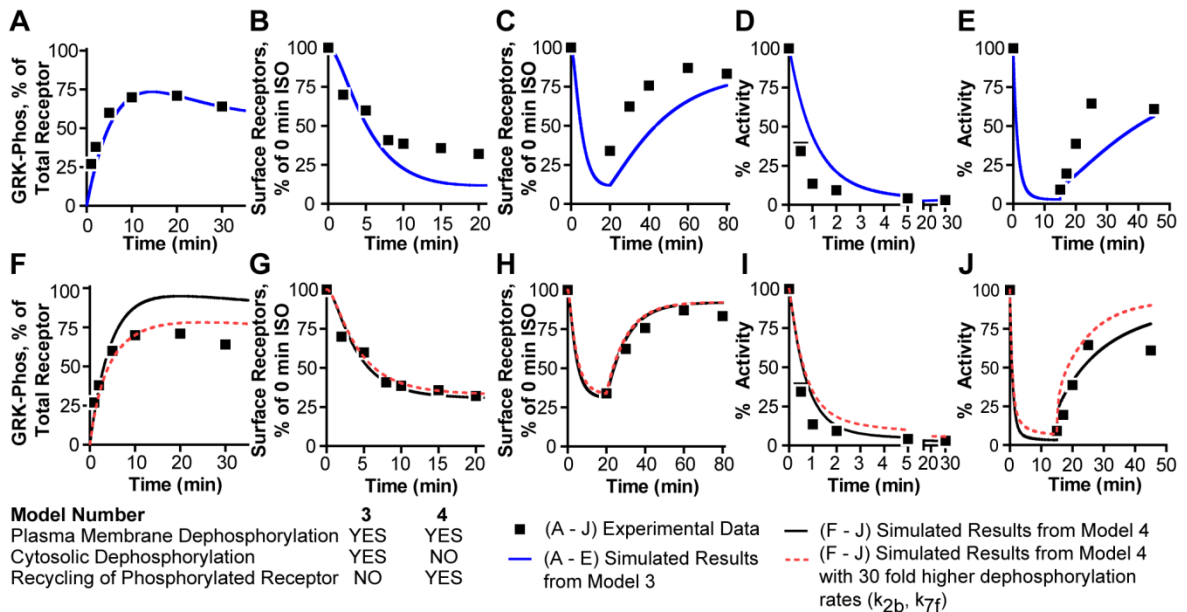 A
GRK-Phos, % of
Total Receptor
100
75
50
25
0
0 10 20 30
Time (min)
B
Surface Receptors,
% of 0 min ISO
100
75
50
25
0
0 5 10 15 20
Time (min)
C
Surface Receptors,
% of 0 min ISO
100
75
50
25
0
0 20 40 60 80
Time (min)
D
% Activity
100
75
50
25
0
0 1 2 3 4 5 20 30
Time (min)
E
% Activity
100
75
50
25
0
0 10 20 30 40 50
Time (min)
F
GRK-Phos, % of
Total Receptor
100
75
50
25
0
0 10 20 30
Time (min)
G
Surface Receptors,
% of 0 min ISO
100
75
50
25
0
0 5 10 15 20
Time (min)
H
Surface Receptors,
% of 0 min ISO
100
75
50
25
0
0 20 40 60 80
Time (min)
I
% Activity
100
75
50
25
0
0 1 2 3 4 5 20 30
Time (min)
J
% Activity
100
75
50
25
0
0 10 20 30 40 50
Time (min)
Model Number 3 4
Plasma Membrane Dephosphorylation YES YES
Cytosolic Dephosphorylation YES NO
Recycling of Phosphorylated Receptor NO YES
(A - J) Experimental Data
(A - E) Simulated Results
from Model 3
(F - J) Simulated Results from Model 4
(F - J) Simulated Results from Model 4
with 30 fold higher dephosphorylation
rates (k2b, k7f)